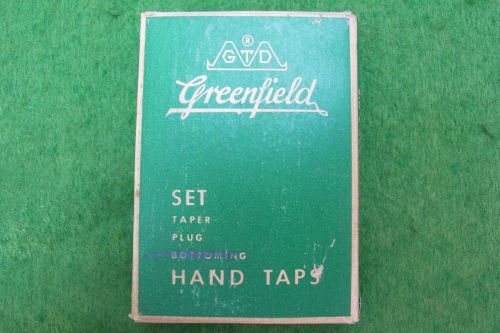 ®
GTD
Greenfield
SET
TAPER
PLUG
BOTTOMING
HAND TAPS